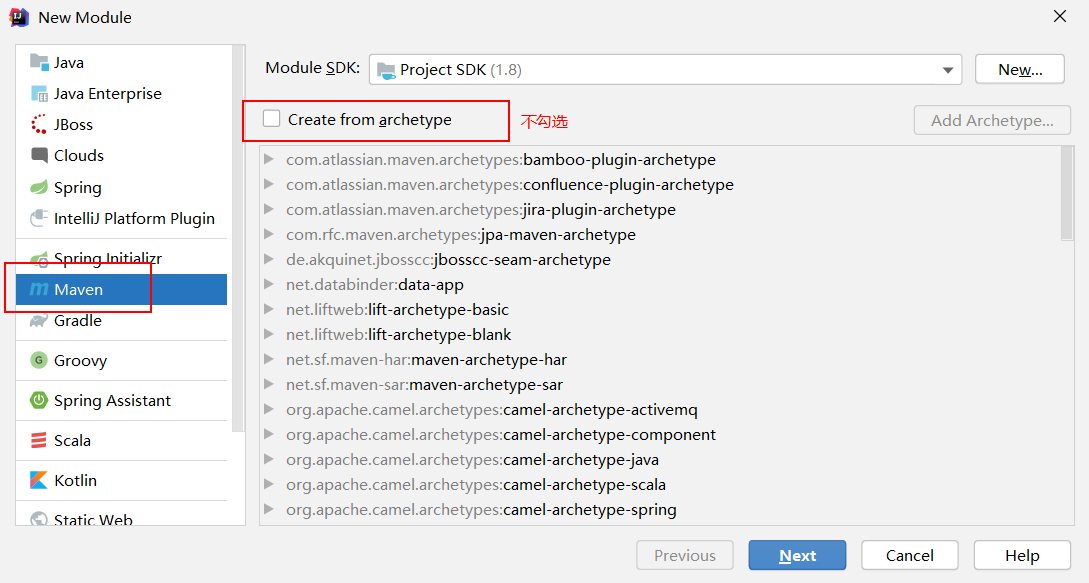 New Module
Java
Java Enterprise
JBoss
Clouds
Spring
IntelliJ Platform Plugin
Spring Initializr
Maven
Gradle
Groovy
Spring Assistant
Scala
Kotlin
Static Web
Module SDK: Project SDK (1.8) New...
Create from archetype 不勾选 Add Archetype...
com.atlassian.maven.archetypes:bamboo-plugin-archetype
com.atlassian.maven.archetypes:confluence-plugin-archetype
com.atlassian.maven.archetypes:jira-plugin-archetype
com.rfc.maven.archetypes:jpa-maven-archetype
de.akquinet.jbosscc:jbosscc-seam-archetype
net.databinder:data-app
net.liftweb:lift-archetype-basic
net.liftweb:lift-archetype-blank
net.sf.maven-har:maven-archetype-har
net.sf.maven-sar:maven-archetype-sar
org.apache.camel.archetypes:camel-archetype-activemq
org.apache.camel.archetypes:camel-archetype-component
org.apache.camel.archetypes:camel-archetype-java
org.apache.camel.archetypes:camel-archetype-scala
org.apache.camel.archetypes:camel-archetype-spring
Previous Next Cancel Help